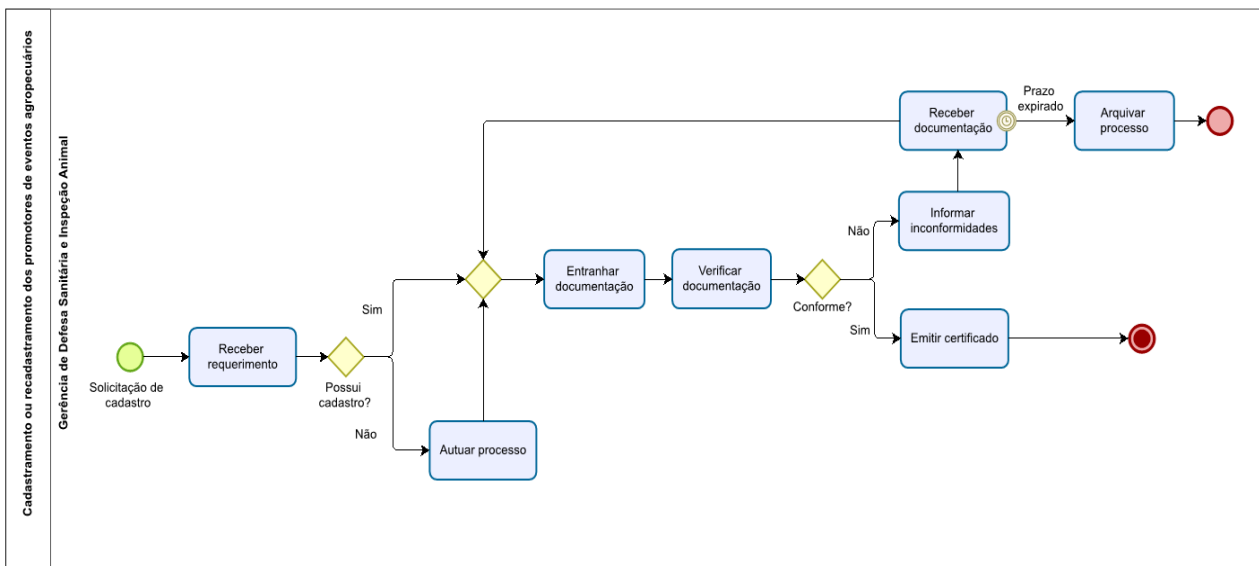 Cadastramento ou recadastramento dos promotores de eventos agropecuários
Gerência de Defesa Sanitária e Inspeção Animal
Solicitação de
cadastro
Receber
requerimento
Possui
cadastro?
Sim
Não
Autuar processo
Entranhar
documentação
Verificar
documentação
Conforme?
Não
Sim
Informar
inconformidades
Receber
documentação
Prazo
expirado
Arquivar
processo
Emitir certificado